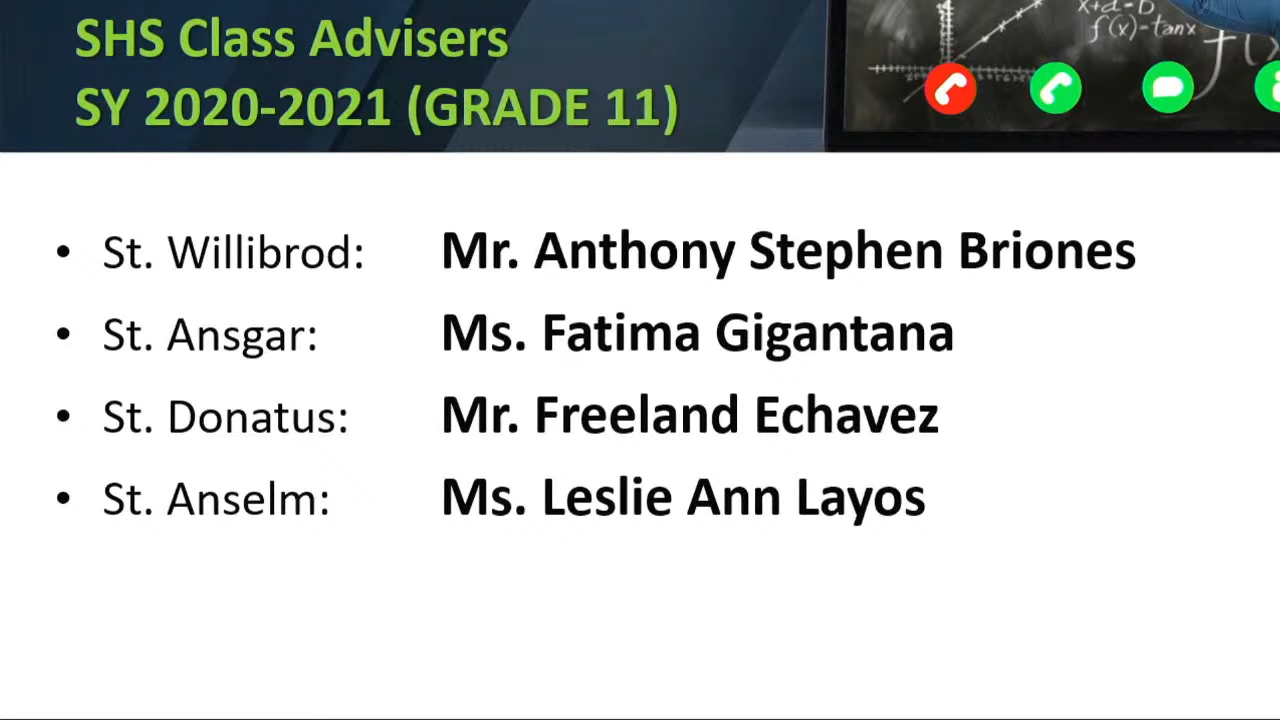 SHS Class Advisers
SY 2020-2021 (GRADE 11)
x+a=b
f(x)-tanx
• St. Willibrod: Mr. Anthony Stephen Briones
• St. Ansgar: Ms. Fatima Gigantana
• St. Donatus: Mr. Freeland Echavez
• St. Anselm: Ms. Leslie Ann Layos